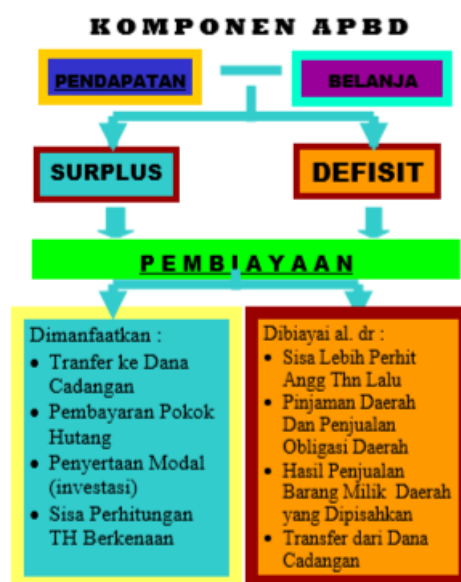 KOMPONEN APBD
PENDAPATAN
BELANJA
SURPLUS
DEFISIT
PEMBIAYAAN
Dimanfaatkan :
• Tranfer ke Dana
Cadangan
• Pembayaran Pokok
Hutang
• Penyertaan Modal
(investasi)
• Sisa Perhitungan
TH Berkenaan
Dibiayai al. dr :
• Sisa Lebih Perhit
Angg Thn Lalu
• Pinjaman Daerah
Dan Penjualan
Obligasi Daerah
• Hasil Penjualan
Barang Milik Daerah
yang Dipisahkan
• Transfer dari Dana
Cadangan